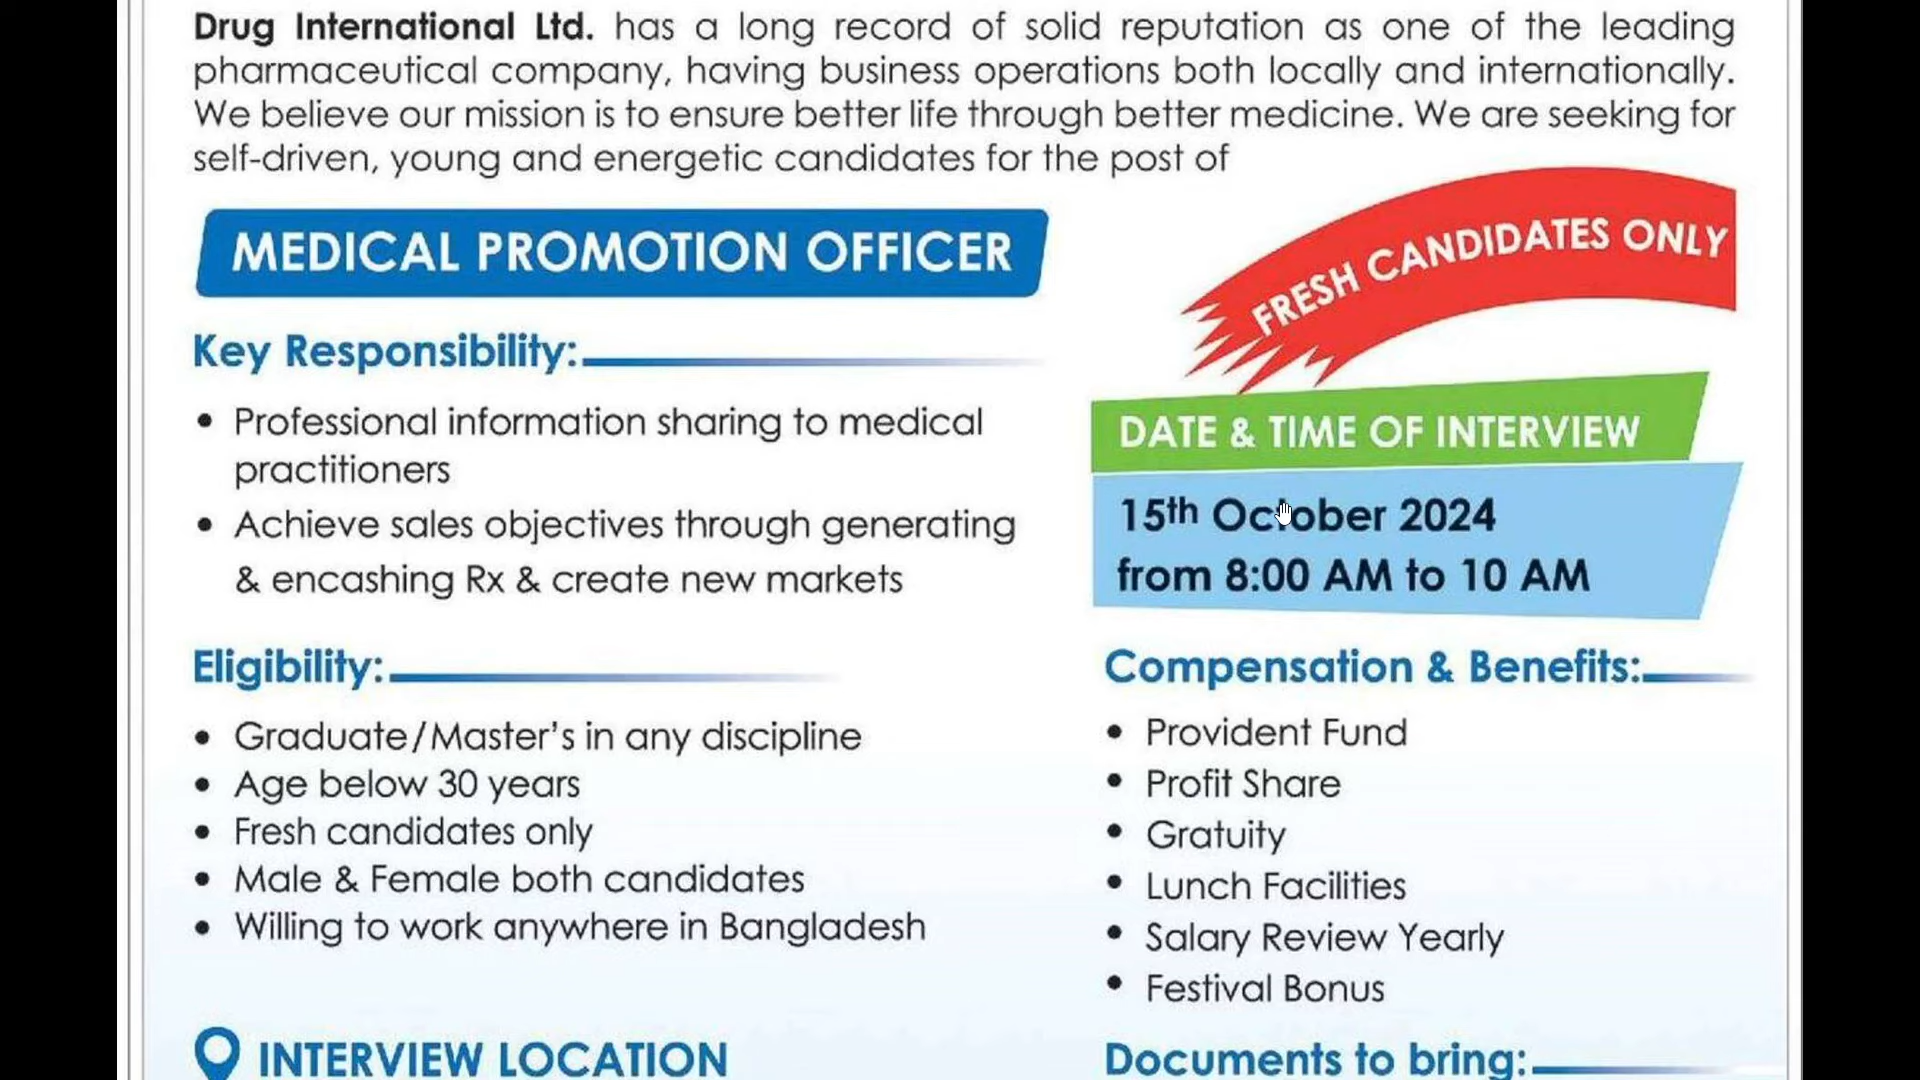 Drug International Ltd. has a long record of solid reputation as one of the leading
pharmaceutical company, having business operations both locally and internationally.
We believe our mission is to ensure better life through better medicine. We are seeking for
self-driven, young and energetic candidates for the post of
MEDICAL PROMOTION OFFICER
FRESH CANDIDATES ONLY
Key Responsibility:
• Professional information sharing to medical
practitioners
• Achieve sales objectives through generating
& encashing Rx & create new markets
DATE & TIME OF INTERVIEW
15th October 2024
from 8:00 AM to 10 AM
Eligibility:
• Graduate/Master's in any discipline
• Age below 30 years
• Fresh candidates only
• Male & Female both candidates
• Willing to work anywhere in Bangladesh
Compensation & Benefits:
• Provident Fund
• Profit Share
• Gratuity
• Lunch Facilities
• Salary Review Yearly
• Festival Bonus
INTERVIEW LOCATION
Documents to bring: